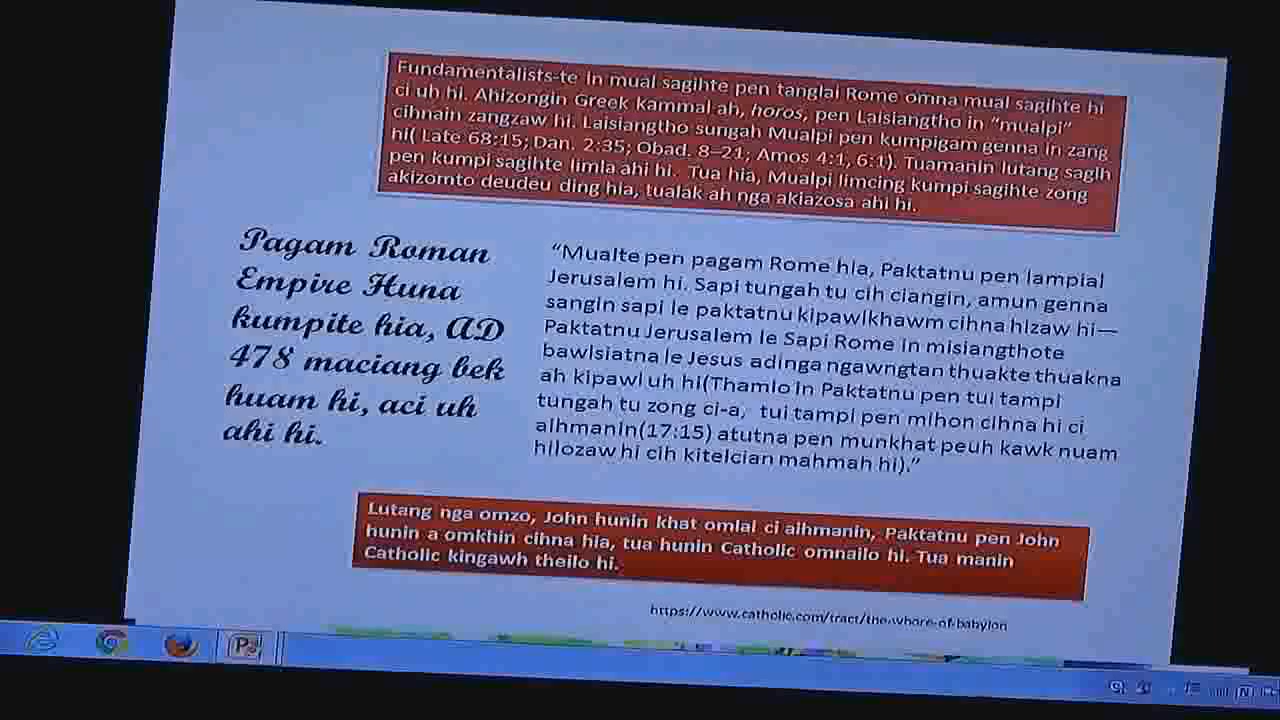 Fundamentalists-te in mual sagihte pen tanglai Rome omna mual sagihte hi
ci uh hi. Ahizongin Greek kammal ah, horos, pen Laisiangtho in “mualpi”
cihnain zangzaw hi. Laisiangtho sungah Mualpi pen kumpigam genna in zang
hi( Late 68:15; Dan. 2:35; Obad. 8–21; Amos 4:1, 6:1). Tuamanin lutang sagih
pen kumpi sagihte limla ahi hi. Tua hia, Mualpi limcing kumpi sagihte zong
akizomto deudeu ding hia, tualak ah nga akiazosa ahi hi.
Pagam Roman
Empire Huna
kumpite hia, AD
478 maciang bek
huam hi, aci uh
ahi hi.
“Mualte pen pagam Rome hia, Paktatnu pen lampial
Jerusalem hi. Sapi tungah tu cih ciangin, amun genna
sangin sapi le paktatnu kipawlkhawm cihna hizaw hi—
Paktatnu Jerusalem le Sapi Rome in misiangthote
bawlsiatna le Jesus adinga ngawngtan thuakte thuakna
ah kipawl uh hi(Thamlo in Paktatnu pen tui tampi
tungah tu zong ci-a, tui tampi pen mihon cihna hi ci
aihmanin(17:15) atutna pen munkhat peuh kawk nuam
hilozaw hi cih kitelcian mahmah hi).”
Lutang nga omzo, John hunin khat omlai ci aihmanin, Paktatnu pen John
hunin a omkhin cihna hia, tua hunin Catholic omnailo hi. Tua manin
Catholic kingawh theilo hi.
https://www.catholic.com/tract/the-whore-of-babylon